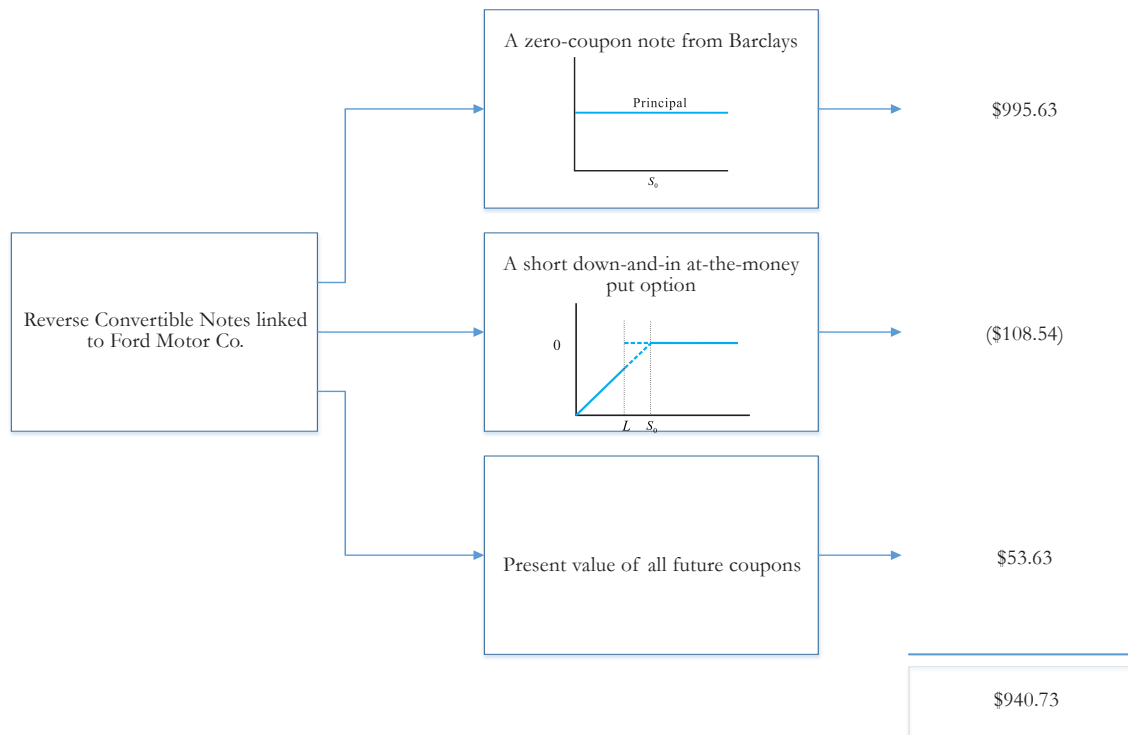 A zero-coupon note from Barclays
Principal
S₀
$995.63
Reverse Convertible Notes linked
to Ford Motor Co.
A short down-and-in at-the-money
put option
0
L S₀
($108.54)
Present value of all future coupons
$53.63
$940.73